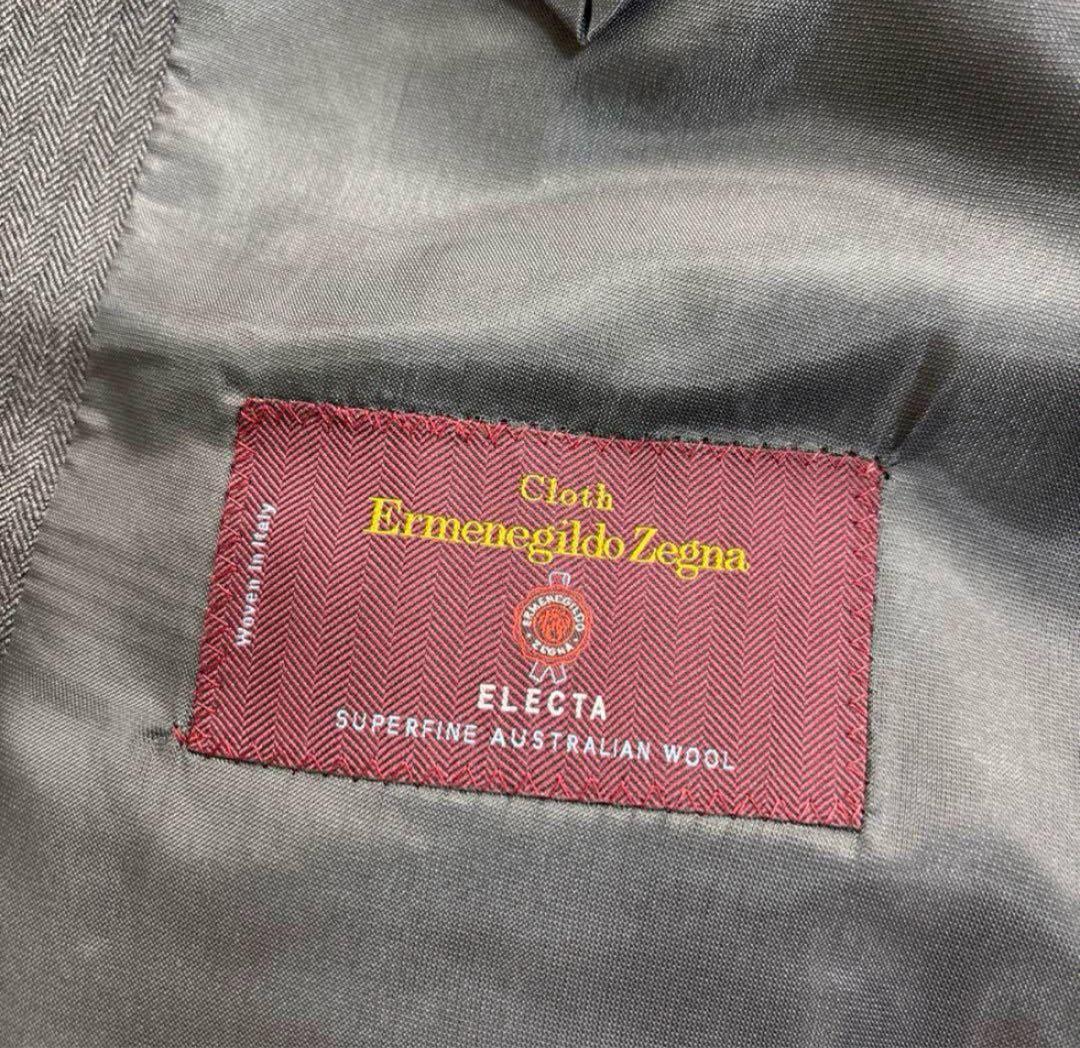 Cloth
Ermenegildo Zegna
Woven in Italy
ERMENEGILDO
ZEGNA
ELECTA
SUPERFINE AUSTRALIAN WOOL